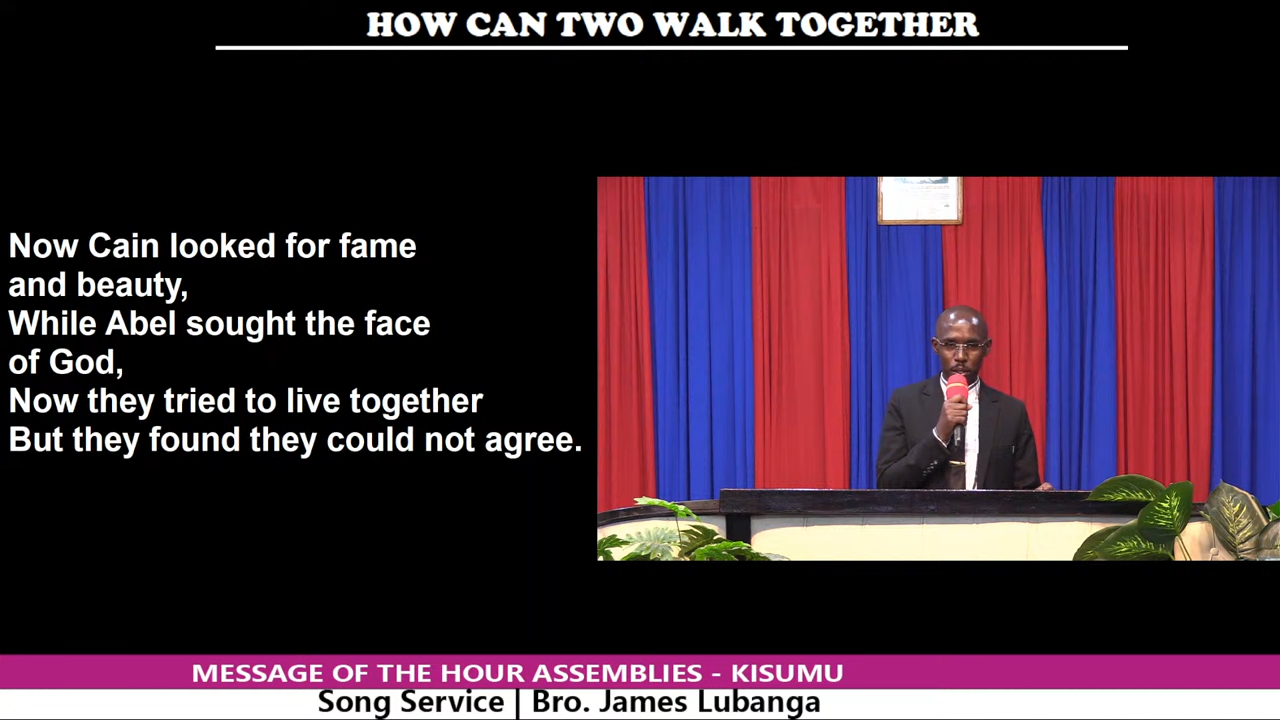 HOW CAN TWO WALK TOGETHER
Now Cain looked for fame
and beauty,
While Abel sought the face
of God,
Now they tried to live together
But they found they could not agree.
MESSAGE OF THE HOUR ASSEMBLIES - KISUMU
Song Service | Bro. James Lubanga